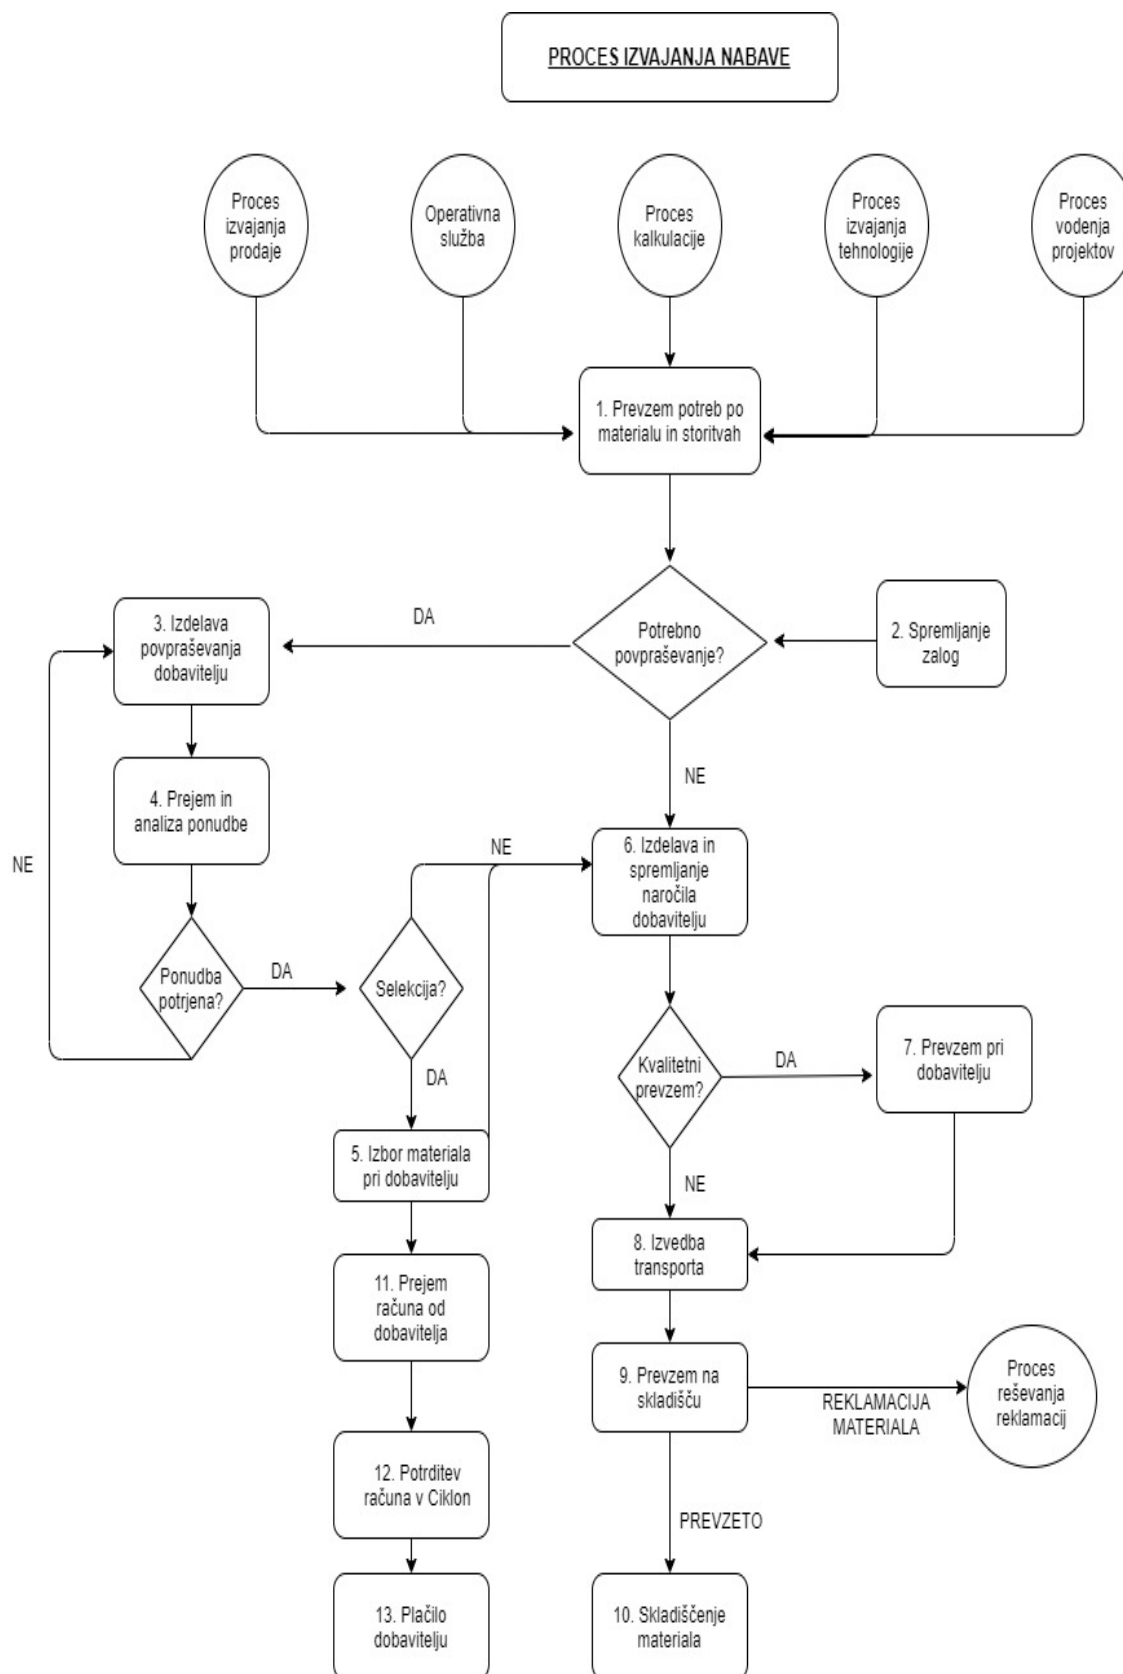 PROCES IZVAJANJA NABAVE
Proces
izvajanja
prodaje
Operativna
služba
Proces
kalkulacije
Proces
izvajanja
tehnologije
Proces
vodenja
projektov
1. Prevzem potreb po
materialu in storitvah
DA
3. Izdelava
povpraševanja
dobavitelju
Potrebno
povpraševanje?
2. Spremljanje
zalog
NE
4. Prejem in
analiza ponudbe
NE
NE
6. Izdelava in
spremljanje
naročila
dobavitelju
Ponudba
potrjena?
DA
Selekcija?
DA
Kvalitetni
prevzem?
DA
7. Prevzem pri
dobavitelju
5. Izbor materiala
pri dobavitelju
NE
8. Izvedba
transporta
11. Prejem
računa od
dobavitelja
9. Prevzem na
skladišču
REKLAMACIJA
MATERIALA
Proces
reševanja
reklamacij
12. Potrditev
računa v Ciklon
PREVZETO
13. Plačilo
dobavitelju
10. Skladiščenje
materiala